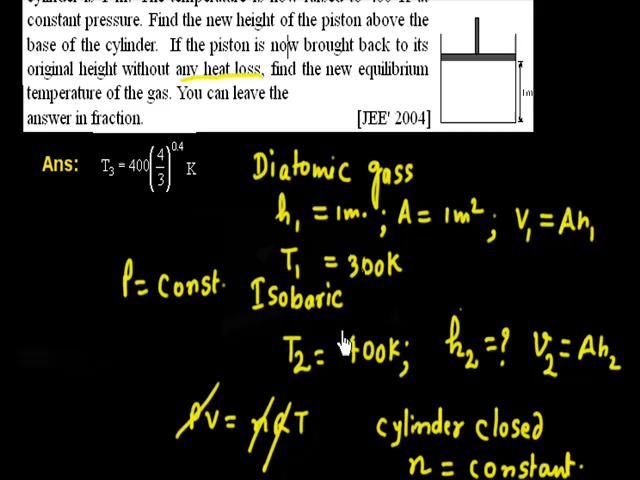 cylinder is 1 m. The temperature is now raised to 400 K at
constant pressure. Find the new height of the piston above the
base of the cylinder. If the piston is now brought back to its
original height without any heat loss, find the new equilibrium
temperature of the gas. You can leave the
answer in fraction. [JEE' 2004]
1m
Ans: T₃ = 400(4/3)^0.4 K
Diatomic gass
h₁ = 1m. ; A = 1m² ; V₁ = Ah₁
T₁ = 300K
P = Const. Isobaric
T₂ = 400K; h₂ = ? V₂ = Ah₂
PV = nRT cylinder closed
n = constant.